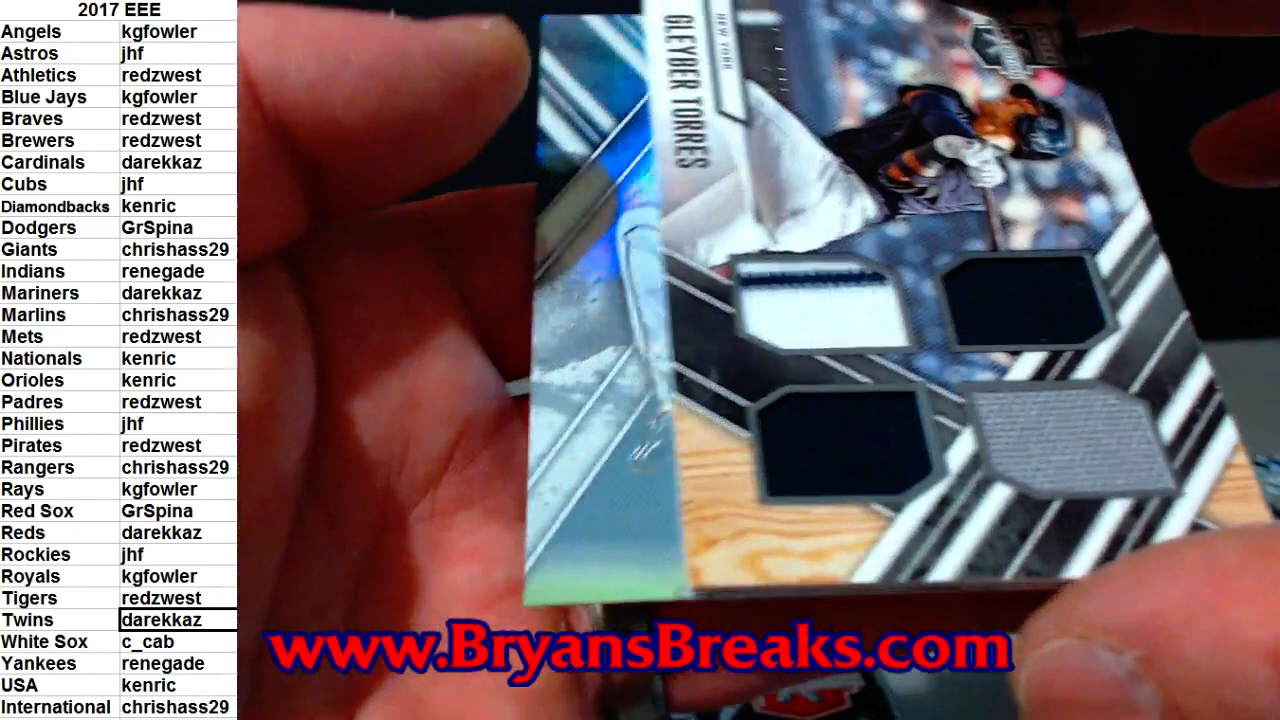 2017 EEE
Angels kgfowler
Astros jhf
Athletics redzwest
Blue Jays kgfowler
Braves redzwest
Brewers redzwest
Cardinals darekkaz
Cubs jhf
Diamondbacks kenric
Dodgers GrSpina
Giants chrishass29
Indians renegade
Mariners darekkaz
Marlins chrishass29
Mets redzwest
Nationals kenric
Orioles kenric
Padres redzwest
Phillies jhf
Pirates redzwest
Rangers chrishass29
Rays kgfowler
Red Sox GrSpina
Reds darekkaz
Rockies jhf
Royals kgfowler
Tigers redzwest
Twins darekkaz
White Sox c_cab
Yankees renegade
USA kenric
International chrishass29
NEW YORK
GLEYBER TORRES
www.BryansBreaks.com